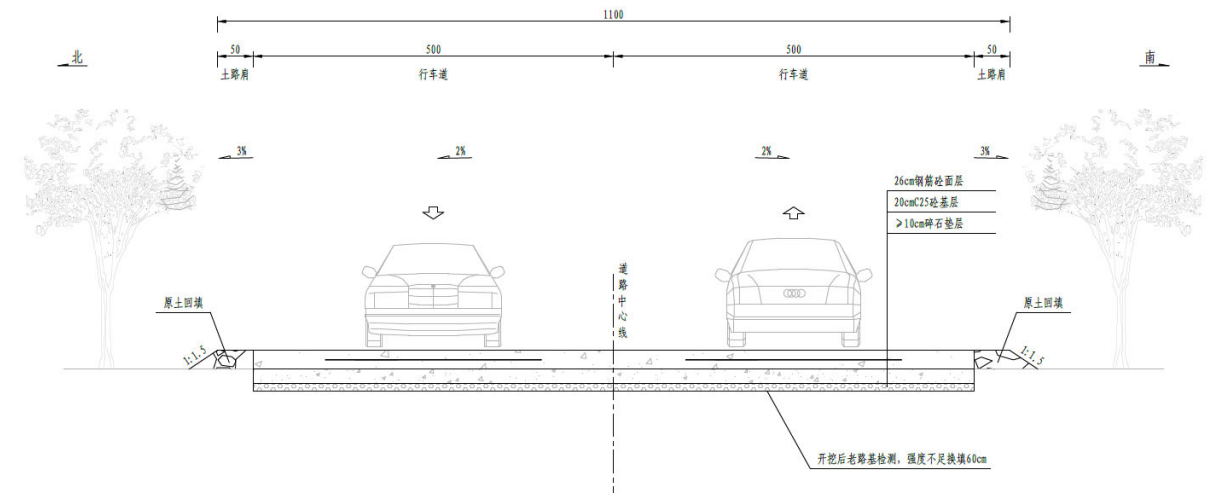 1100
50
500
500
50
北
土路肩
行车道
行车道
土路肩
南
3%
2%
2%
3%
26cm钢筋砼面层
20cmC25砼基层
≥10cm碎石垫层
道路中心线
原土回填
原土回填
1:1.5
1:1.5
开挖后老路基检测，强度不足换填60cm